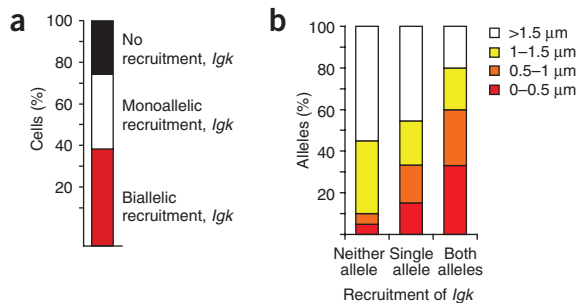 a
Cells (%)
100
80
60
40
20
No
recruitment, Igk
Monoallelic
recruitment, Igk
Biallelic
recruitment, Igk
b
Alleles (%)
100
80
60
40
20
Neither
allele
Single
allele
Both
alleles
Recruitment of Igk
>1.5 μm
1–1.5 μm
0.5–1 μm
0–0.5 μm